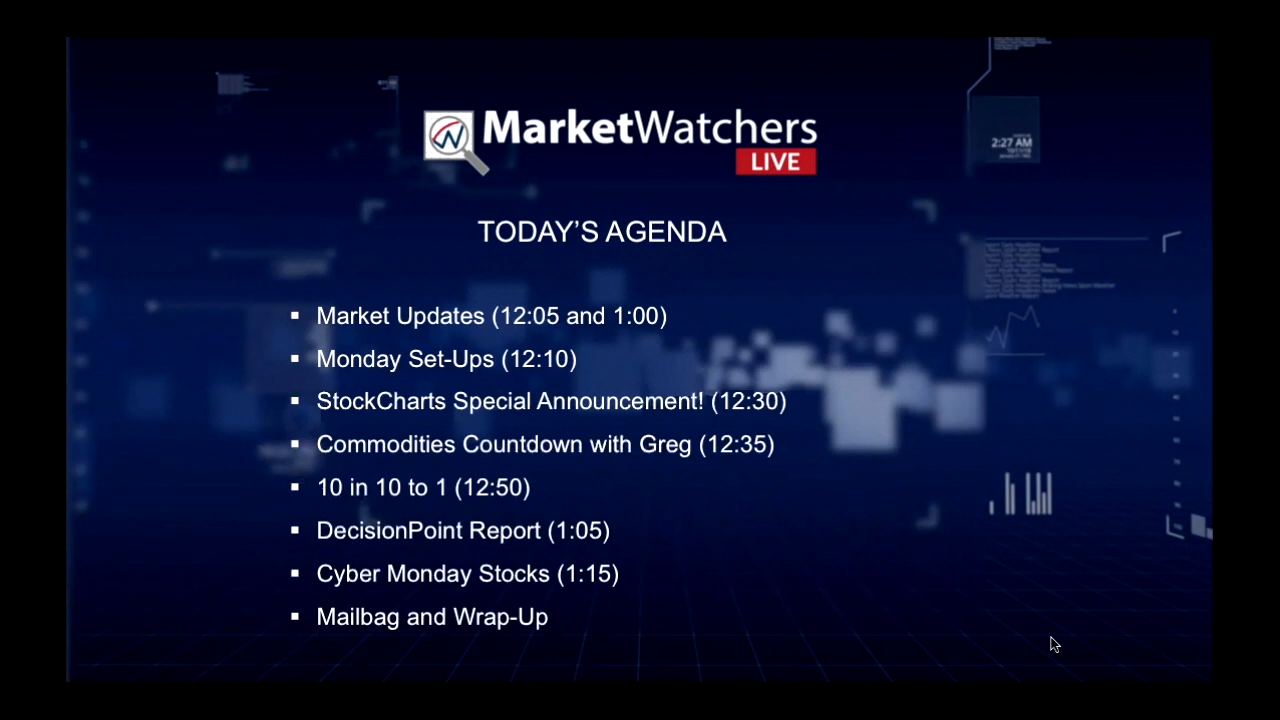 MarketWatchers
LIVE
2:27 AM
TODAY'S AGENDA
▪ Market Updates (12:05 and 1:00)
▪ Monday Set-Ups (12:10)
▪ StockCharts Special Announcement! (12:30)
▪ Commodities Countdown with Greg (12:35)
▪ 10 in 10 to 1 (12:50)
▪ DecisionPoint Report (1:05)
▪ Cyber Monday Stocks (1:15)
▪ Mailbag and Wrap-Up